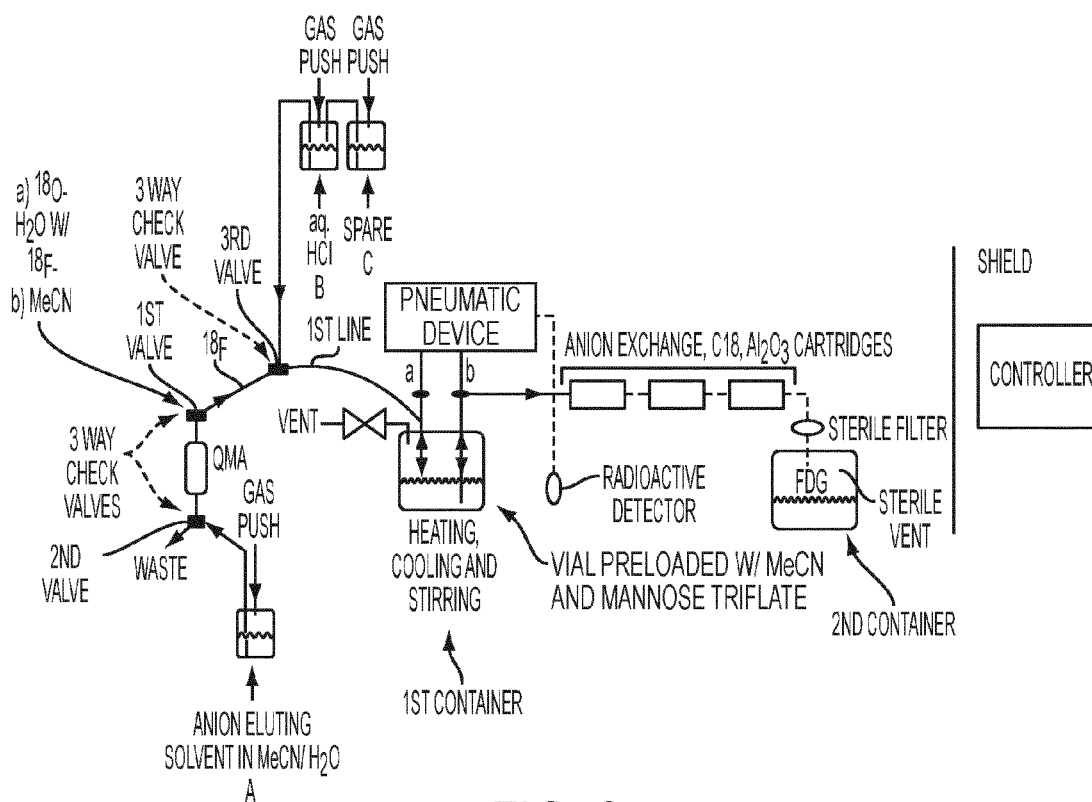 GAS
PUSH
GAS
PUSH
a) 18O-
H2O W/
18F-
b) MeCN
3 WAY
CHECK
VALVE
3RD
VALVE
aq.
HCl
B
SPARE
C
1ST
VALVE
18F
1ST LINE
PNEUMATIC
DEVICE
a
b
ANION EXCHANGE, C18, Al2O3 CARTRIDGES
SHIELD
CONTROLLER
VENT
3 WAY
CHECK
VALVES
QMA
GAS
PUSH
2ND
VALVE
WASTE
HEATING,
COOLING AND
STIRRING
RADIOACTIVE
DETECTOR
STERILE FILTER
FDG
STERILE
VENT
VIAL PRELOADED W/ MeCN
AND MANNOSE TRIFLATE
2ND CONTAINER
1ST CONTAINER
ANION ELUTING
SOLVENT IN MeCN/ H2O
A